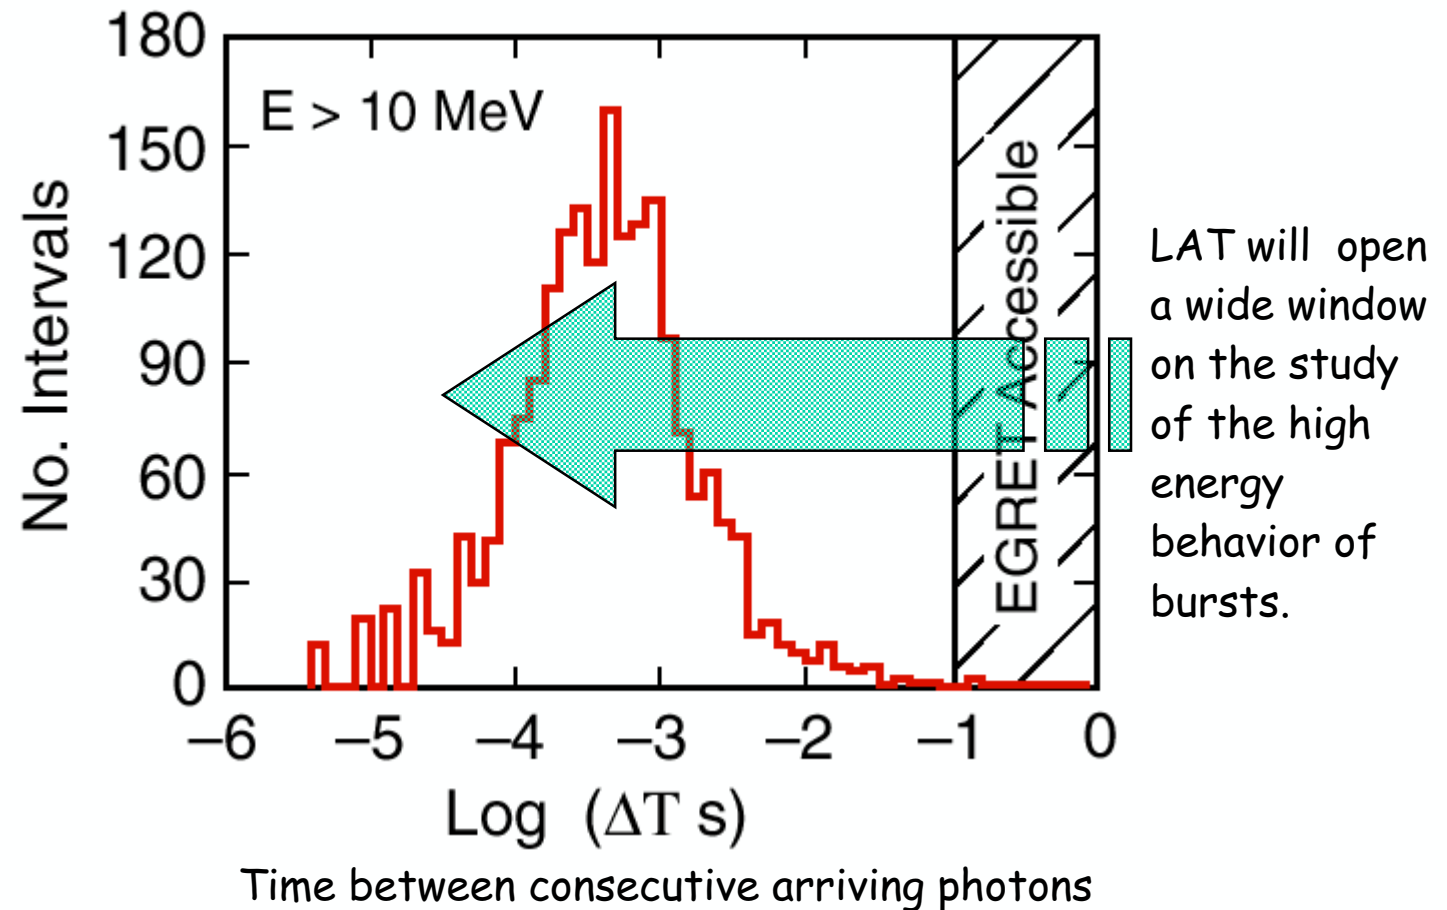 180
150
120
90
60
30
0
No. Intervals
E > 10 MeV
EGRET Accessible
LAT will open
a wide window
on the study
of the high
energy
behavior of
bursts.
–6 –5 –4 –3 –2 –1 0
Log (ΔT s)
Time between consecutive arriving photons